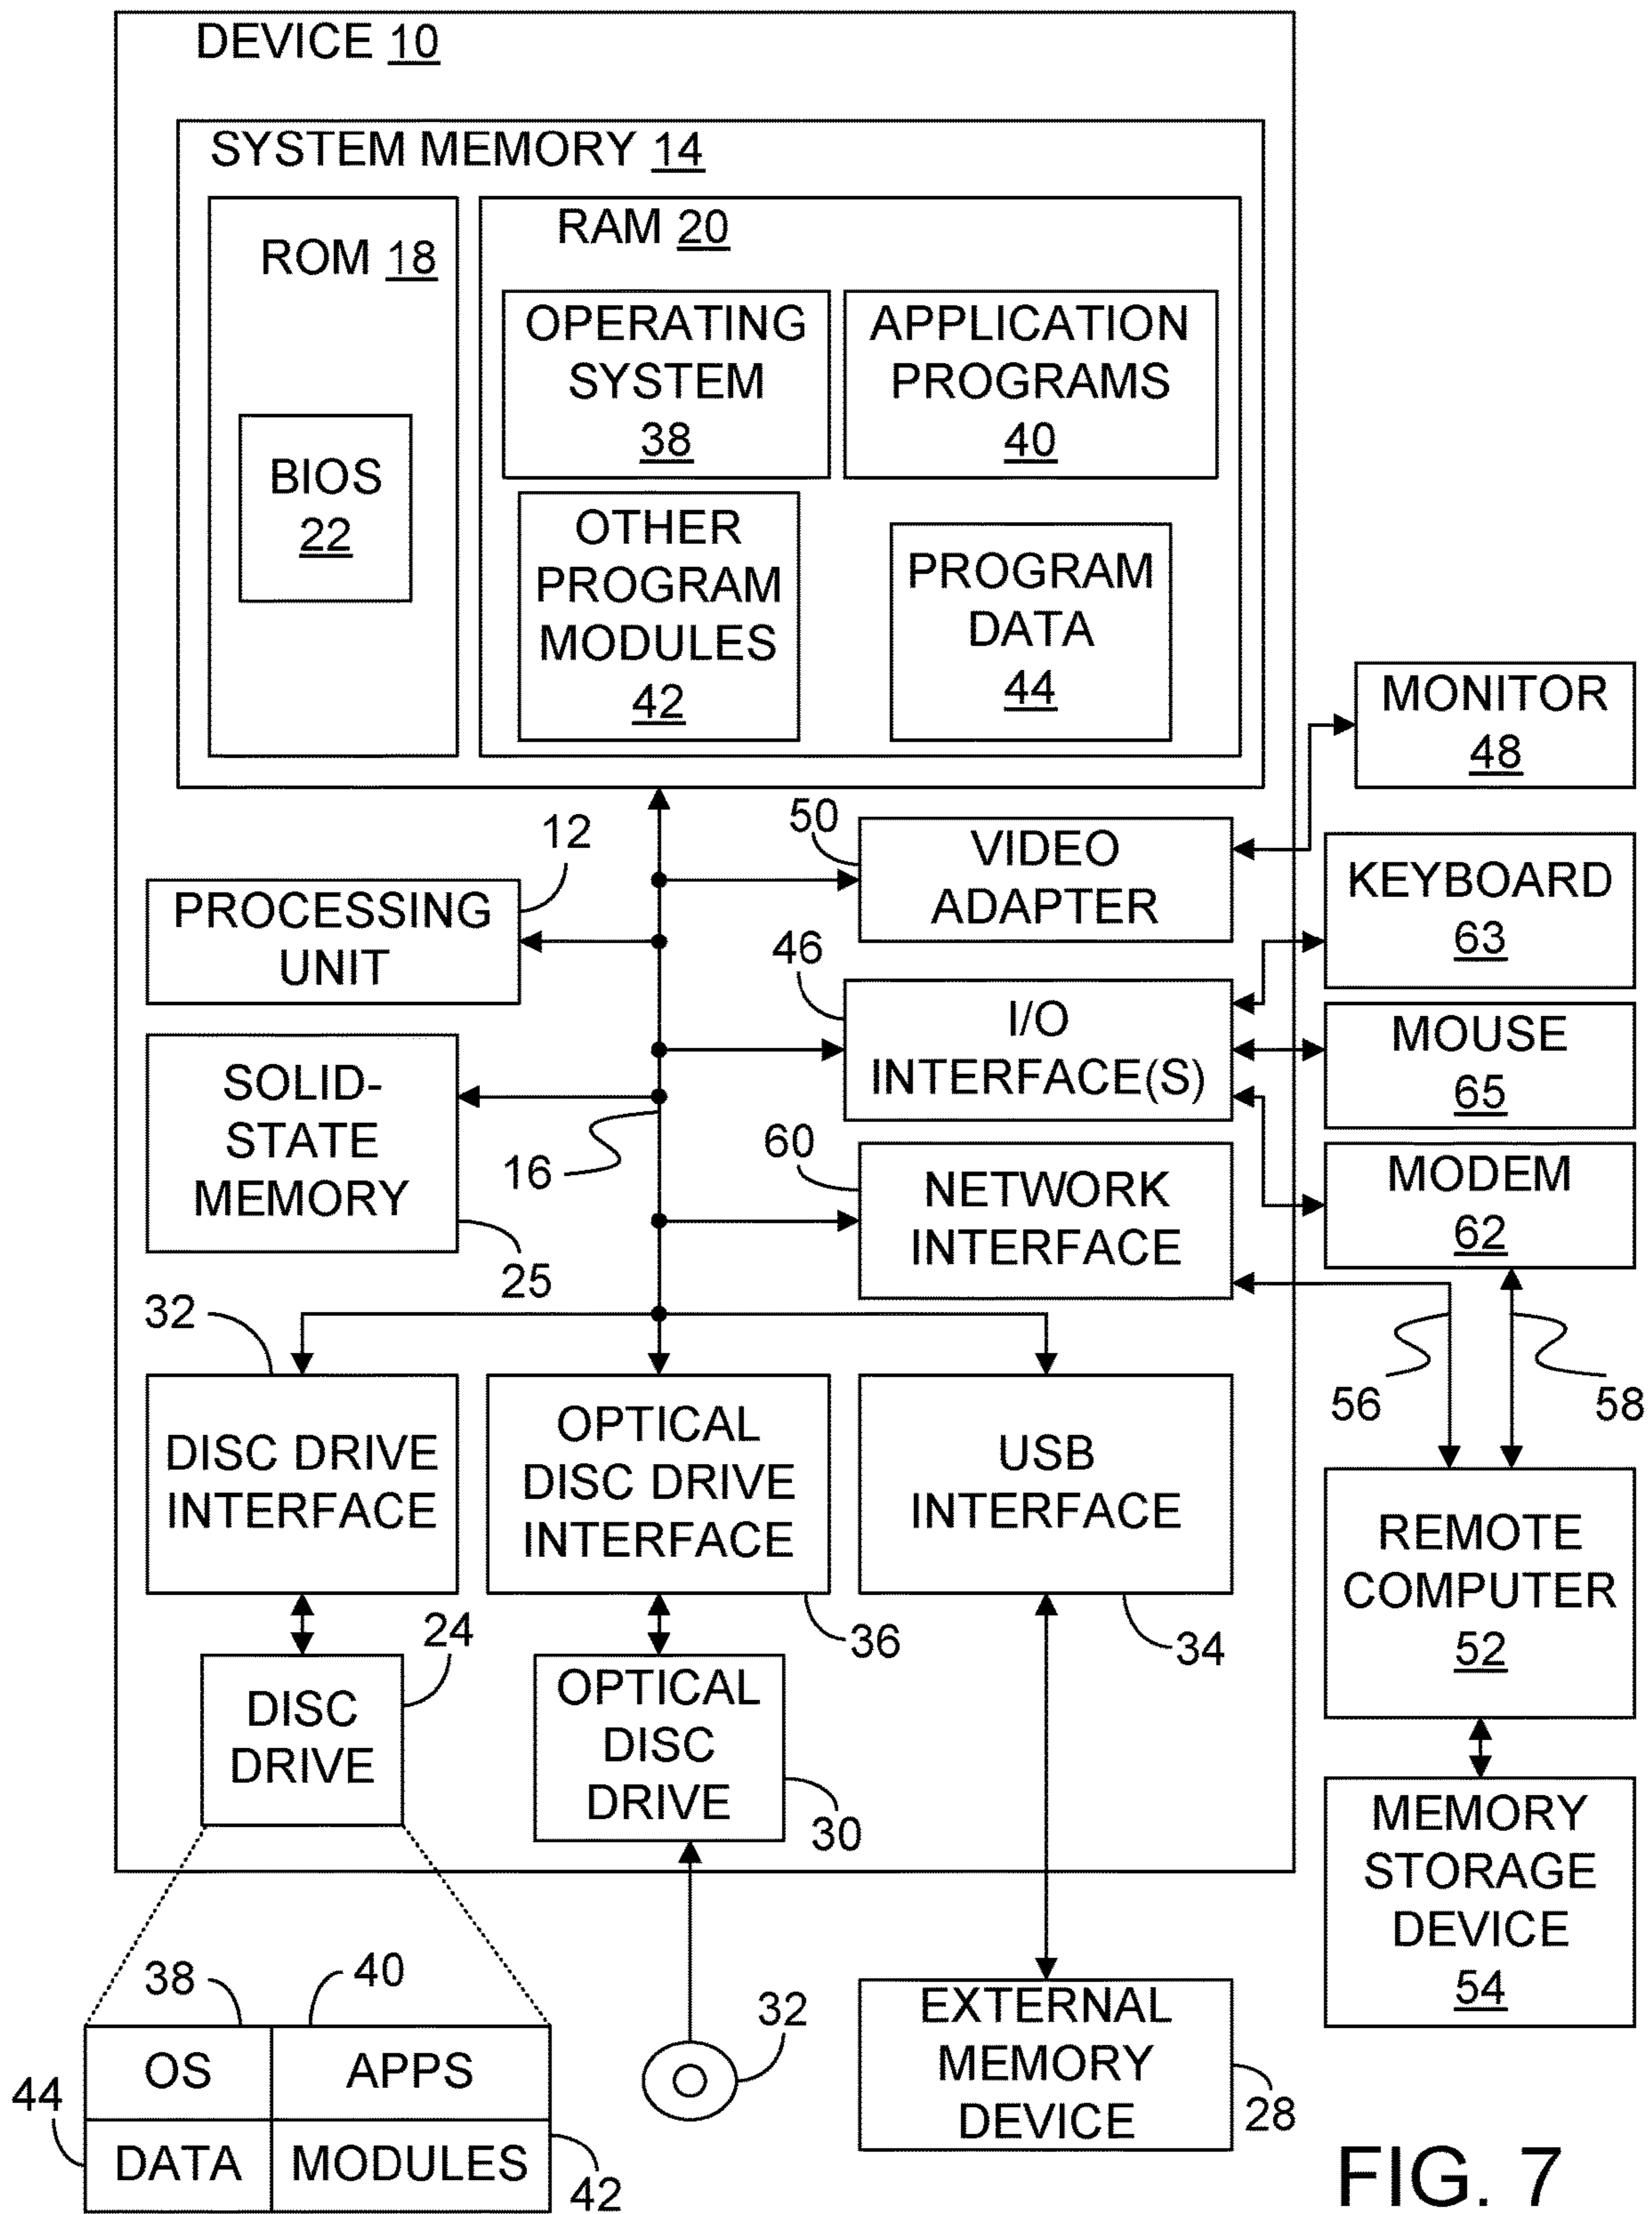 DEVICE 10
SYSTEM MEMORY 14
ROM 18
BIOS
22
RAM 20
OPERATING
SYSTEM
38
APPLICATION
PROGRAMS
40
OTHER
PROGRAM
MODULES
42
PROGRAM
DATA
44
MONITOR
48
12
PROCESSING
UNIT
50
VIDEO
ADAPTER
KEYBOARD
63
46
I/O
INTERFACE(S)
MOUSE
65
SOLID-
STATE
MEMORY
25
16
60
NETWORK
INTERFACE
MODEM
62
56
58
32
DISC DRIVE
INTERFACE
OPTICAL
DISC DRIVE
INTERFACE
36
USB
INTERFACE
34
REMOTE
COMPUTER
52
24
DISC
DRIVE
OPTICAL
DISC
DRIVE
30
MEMORY
STORAGE
DEVICE
54
38
40
OS
APPS
44
DATA
MODULES
42
32
EXTERNAL
MEMORY
DEVICE
28
FIG. 7